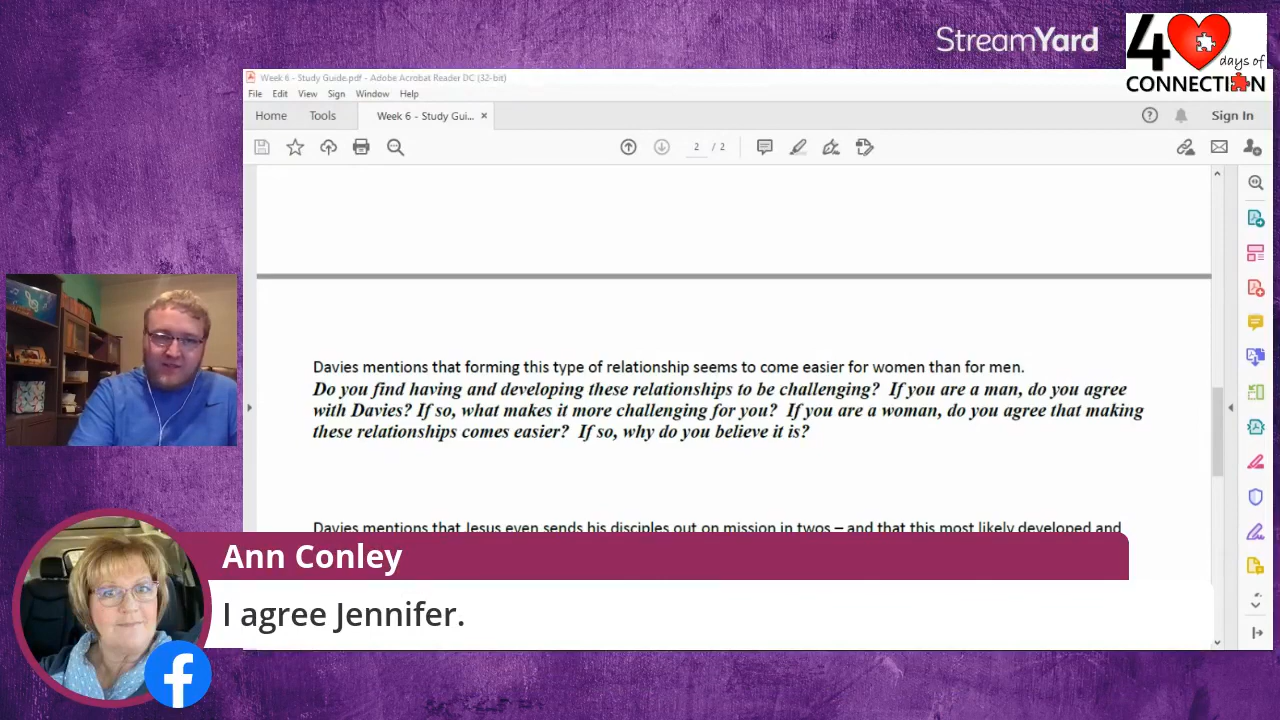 StreamYard
40 days of
CONNECTION
Week 6 - Study Guide.pdf - Adobe Acrobat Reader DC (32-bit)
File Edit View Sign Window Help
Home Tools Week 6 - Study Gui... × Sign In
2 / 2
Davies mentions that forming this type of relationship seems to come easier for women than for men.
Do you find having and developing these relationships to be challenging? If you are a man, do you agree
with Davies? If so, what makes it more challenging for you? If you are a woman, do you agree that making
these relationships comes easier? If so, why do you believe it is?
Davies mentions that Jesus even sends his disciples out on mission in twos – and that this most likely developed and
Ann Conley
I agree Jennifer.